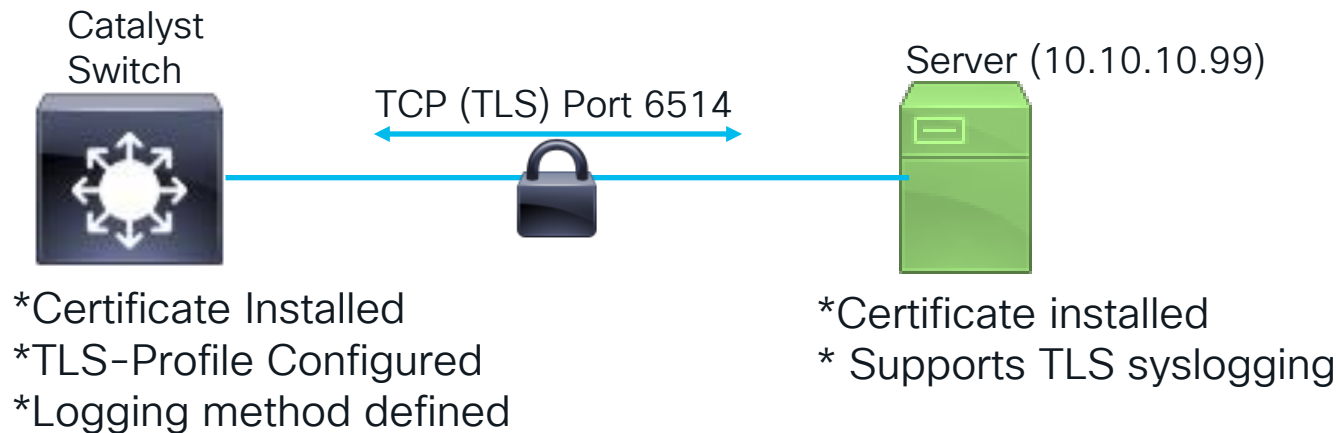 Catalyst
Switch
Server (10.10.10.99)
TCP (TLS) Port 6514
*Certificate Installed
*TLS-Profile Configured
*Logging method defined
*Certificate installed
* Supports TLS syslogging